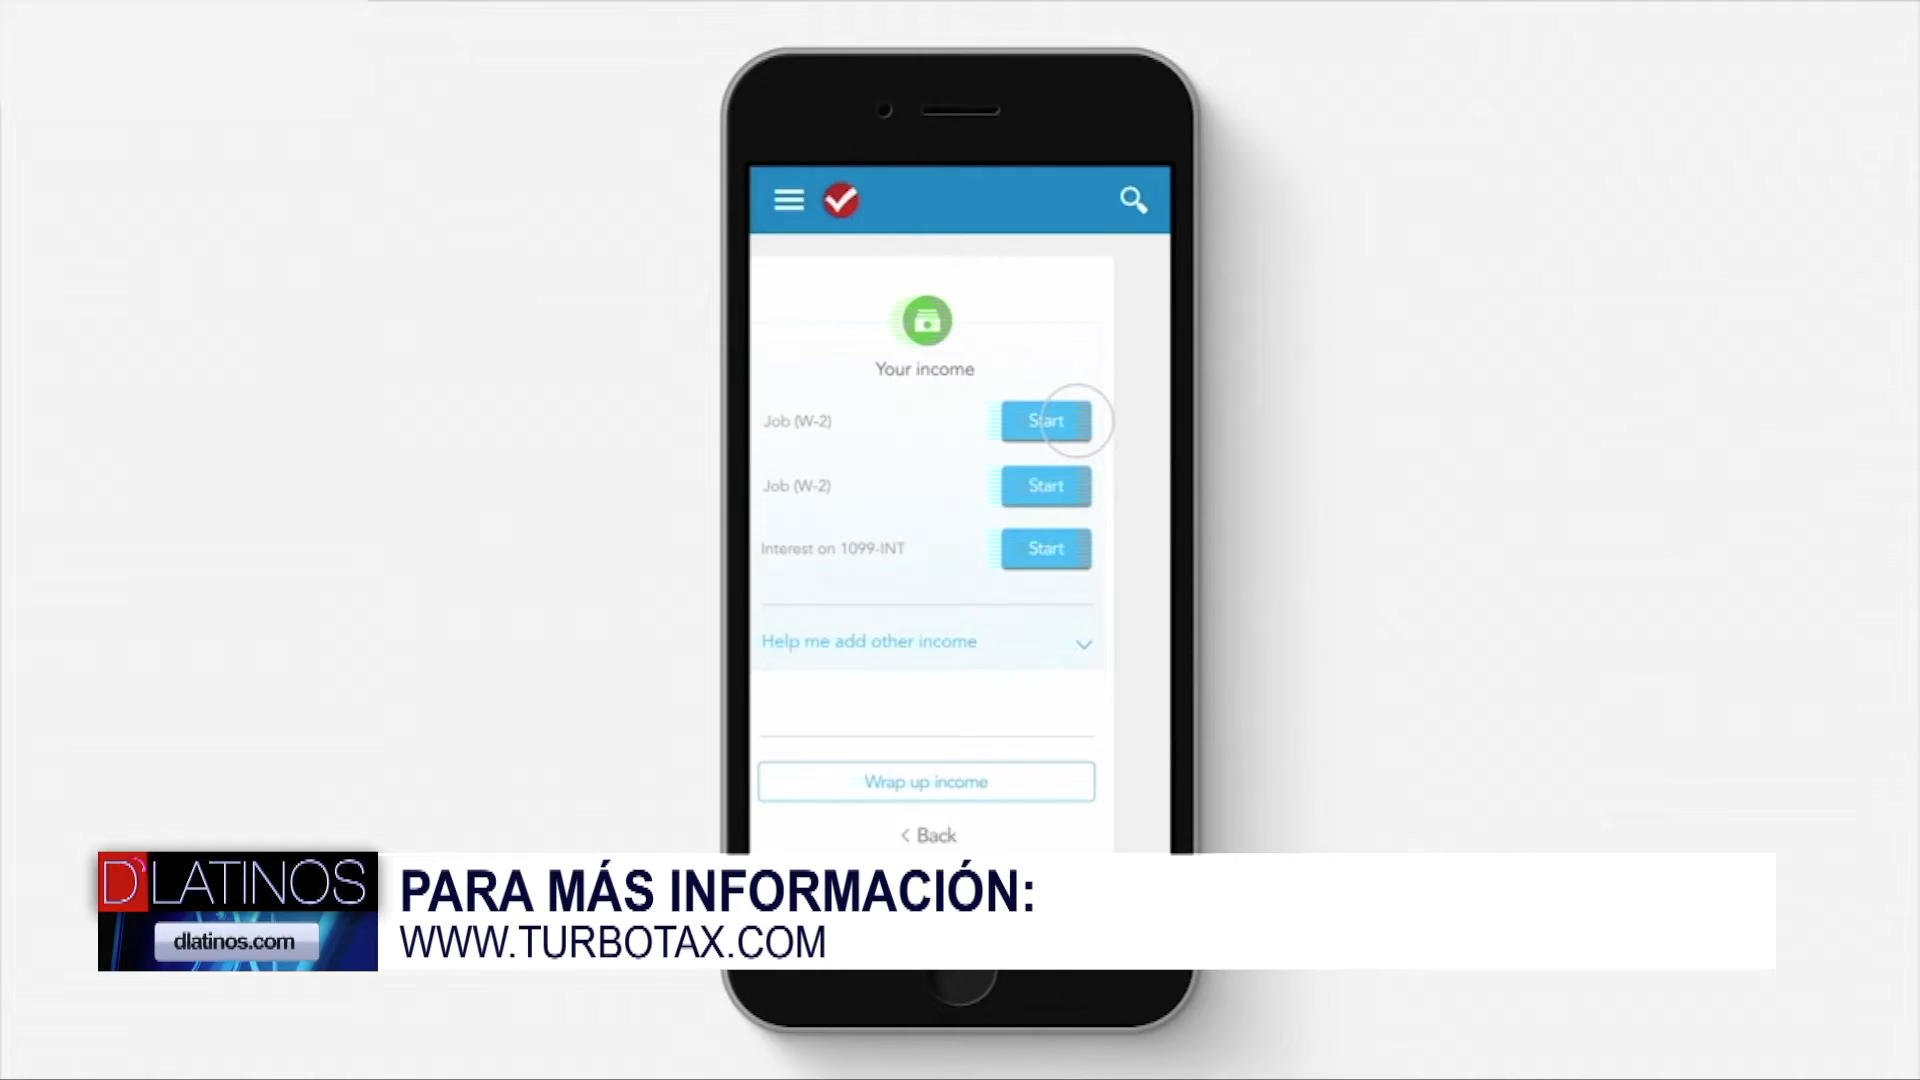 Your income
Job (W-2) Start
Job (W-2) Start
Interest on 1099-INT Start
Help me add other income
Wrap up income
< Back
D'LATINOS
dlatinos.com
PARA MÁS INFORMACIÓN:
WWW.TURBOTAX.COM